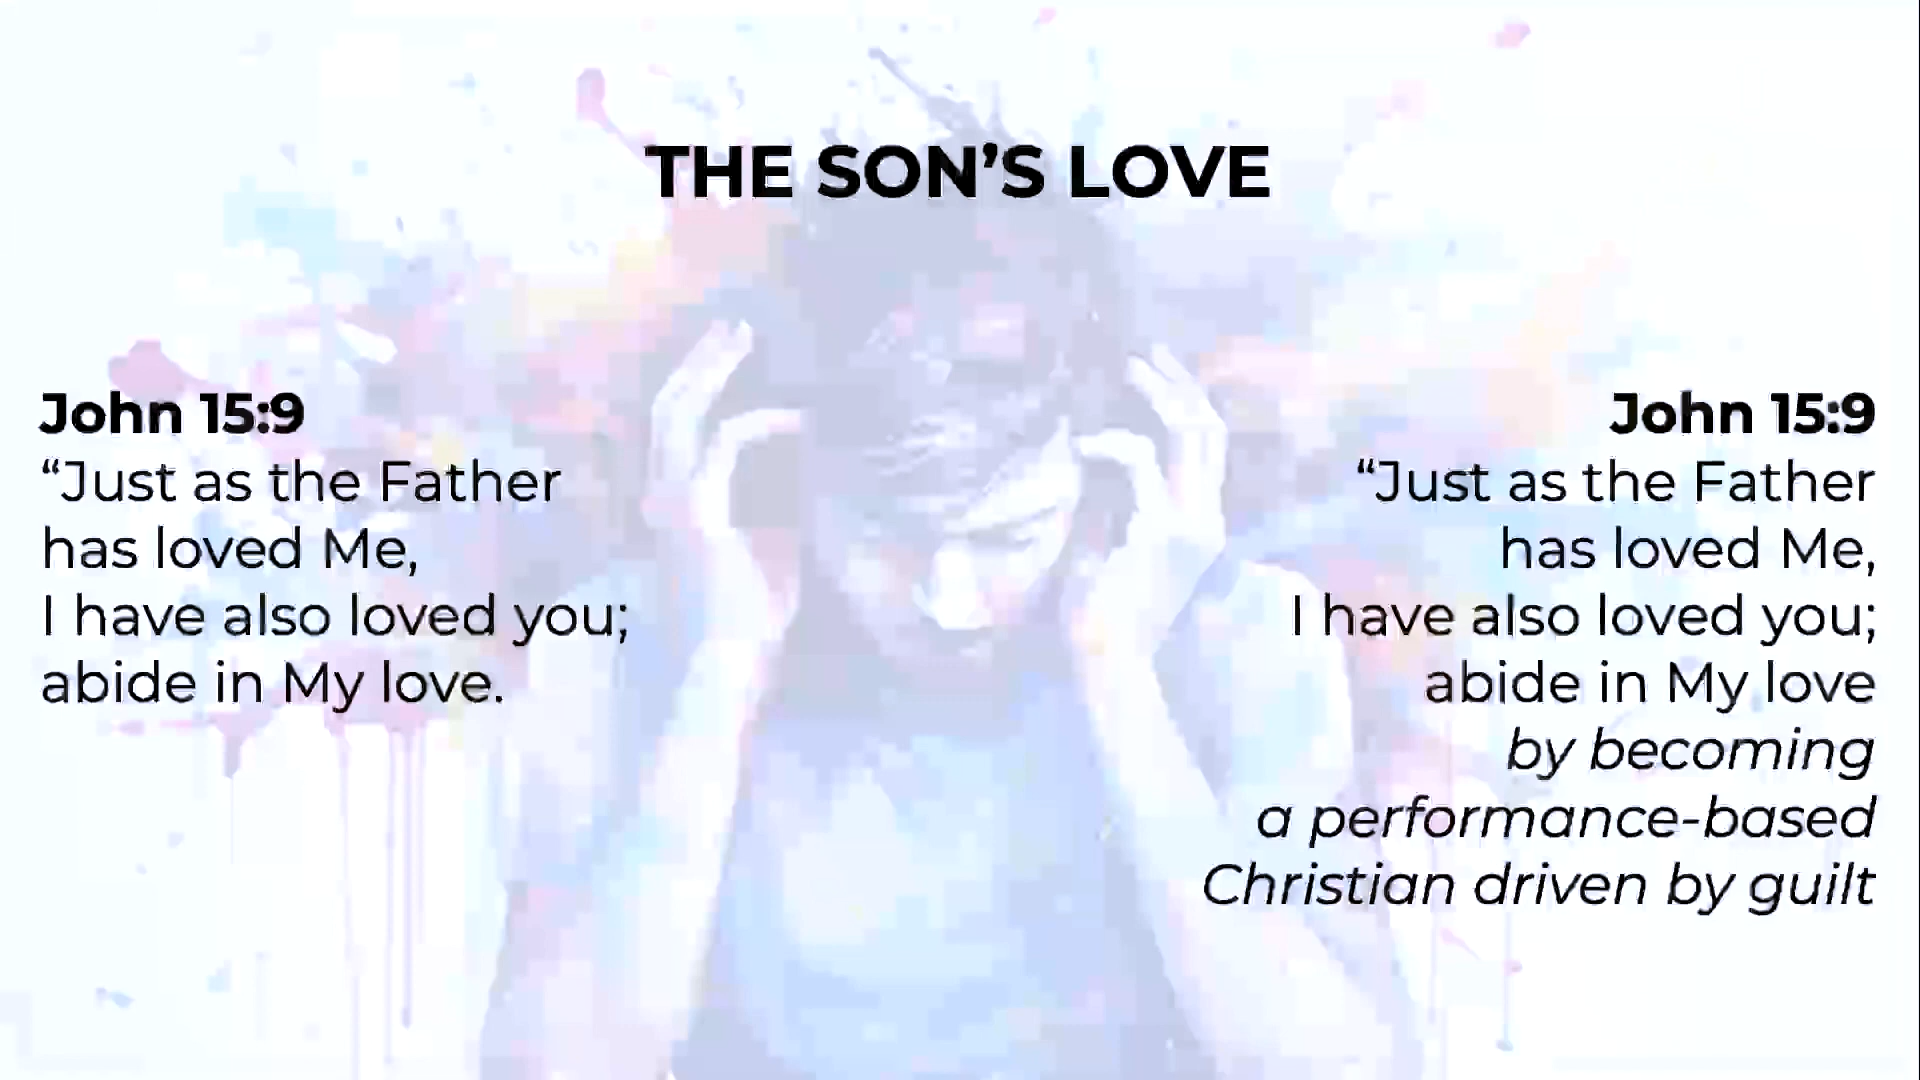 THE SON’S LOVE
John 15:9
“Just as the Father
has loved Me,
I have also loved you;
abide in My love.
John 15:9
“Just as the Father
has loved Me,
I have also loved you;
abide in My love
by becoming
a performance-based
Christian driven by guilt